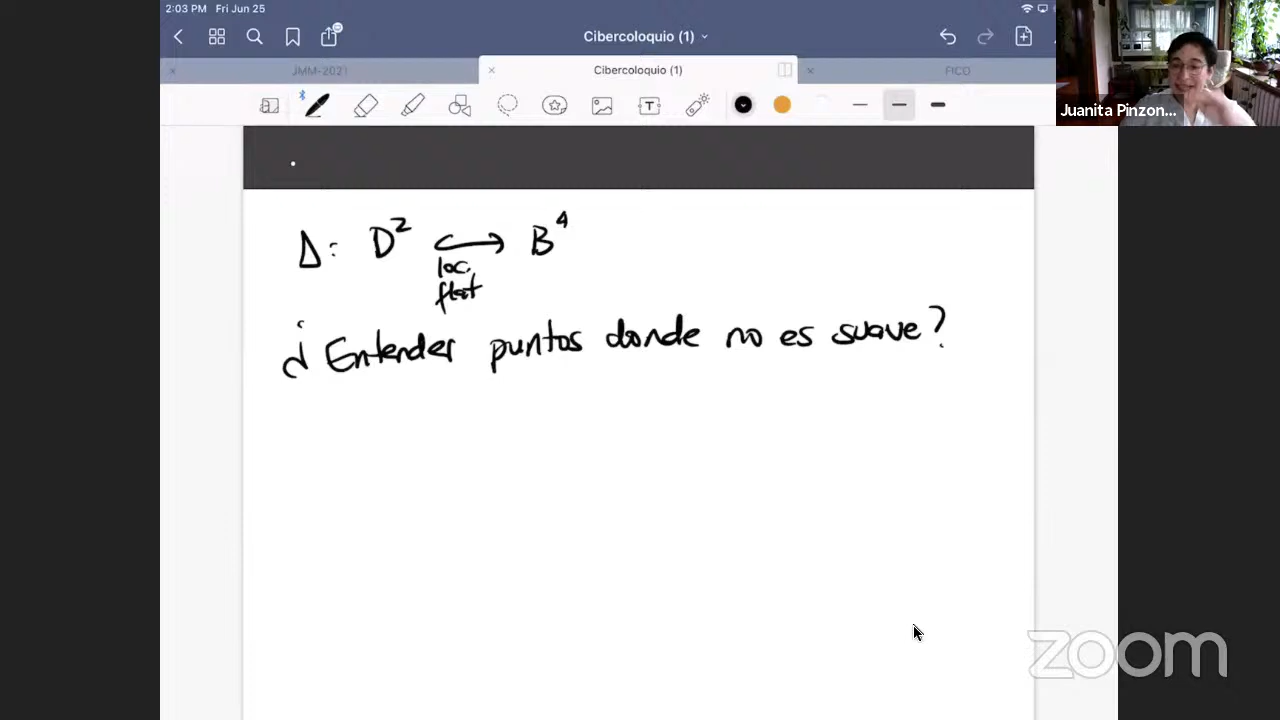 2:03 PM Fri Jun 25
Cibercoloquio (1)
JMM-2021
Cibercoloquio (1)
FICO
Juanita Pinzon...
Δ: D² ↪ B⁴
loc.
flat
¿Entender puntos donde no es suave?
zoom